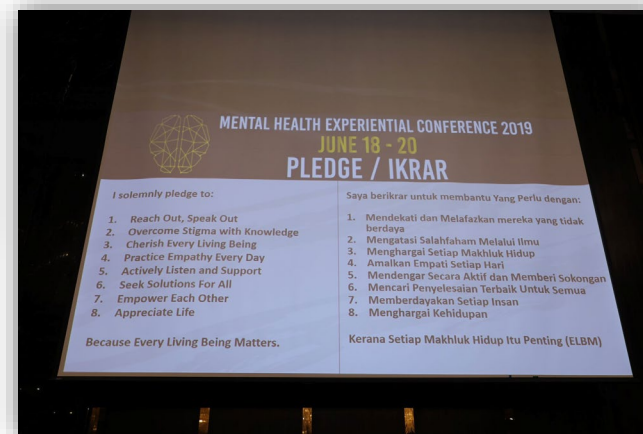 MENTAL HEALTH EXPERIENTIAL CONFERENCE 2019
JUNE 18 - 20
PLEDGE / IKRAR
I solemnly pledge to:
1. Reach Out, Speak Out
2. Overcome Stigma with Knowledge
3. Cherish Every Living Being
4. Practice Empathy Every Day
5. Actively Listen and Support
6. Seek Solutions For All
7. Empower Each Other
8. Appreciate Life
Because Every Living Being Matters.
Saya berikrar untuk membantu Yang Perlu dengan:
1. Mendekati dan Melafazkan mereka yang tidak
berdaya
2. Mengatasi Salahfaham Melalui Ilmu
3. Menghargai Setiap Makhluk Hidup
4. Amalkan Empati Setiap Hari
5. Mendengar Secara Aktif dan Memberi Sokongan
6. Mencari Penyelesaian Terbaik Untuk Semua
7. Memberdayakan Setiap Insan
8. Menghargai Kehidupan
Kerana Setiap Makhluk Hidup Itu Penting (ELBM)